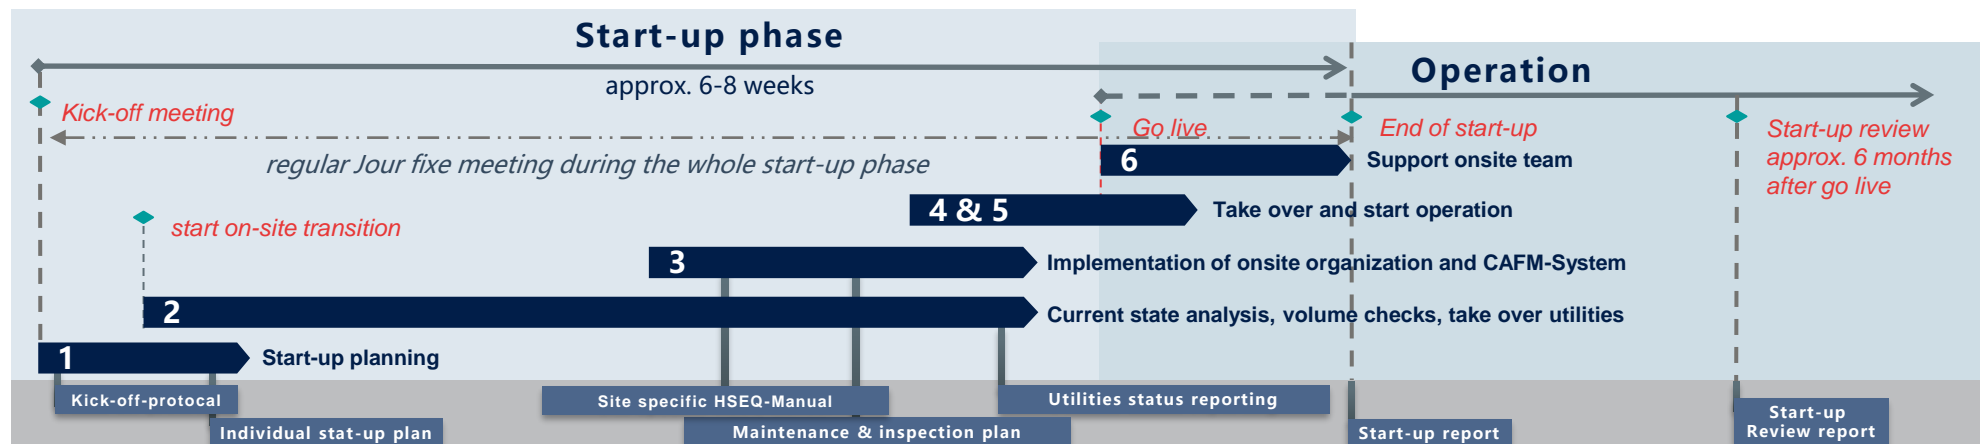 Start-up phase
approx. 6-8 weeks
Operation
Kick-off meeting
Go live
End of start-up
Start-up review
approx. 6 months
after go live
regular Jour fixe meeting during the whole start-up phase
6
Support onsite team
4 & 5
Take over and start operation
start on-site transition
3
Implementation of onsite organization and CAFM-System
2
Current state analysis, volume checks, take over utilities
1
Start-up planning
Kick-off-protocal
Site specific HSEQ-Manual
Utilities status reporting
Individual stat-up plan
Maintenance & inspection plan
Start-up report
Start-up
Review report